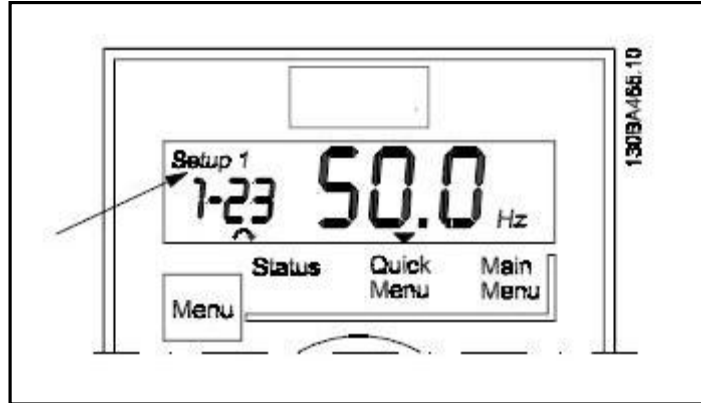 130BA466.10
Setup 1
1-23 50.0 Hz
Status Quick Menu Main Menu
Menu